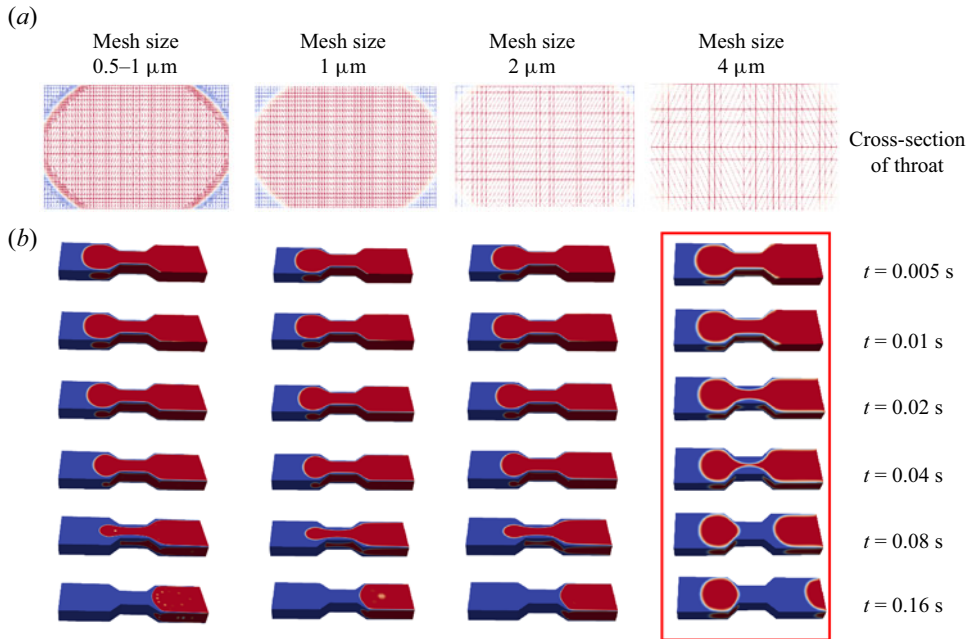 (a)
Mesh size
0.5–1 μm
Mesh size
1 μm
Mesh size
2 μm
Mesh size
4 μm
Cross-section
of throat
(b)
t = 0.005 s
t = 0.01 s
t = 0.02 s
t = 0.04 s
t = 0.08 s
t = 0.16 s